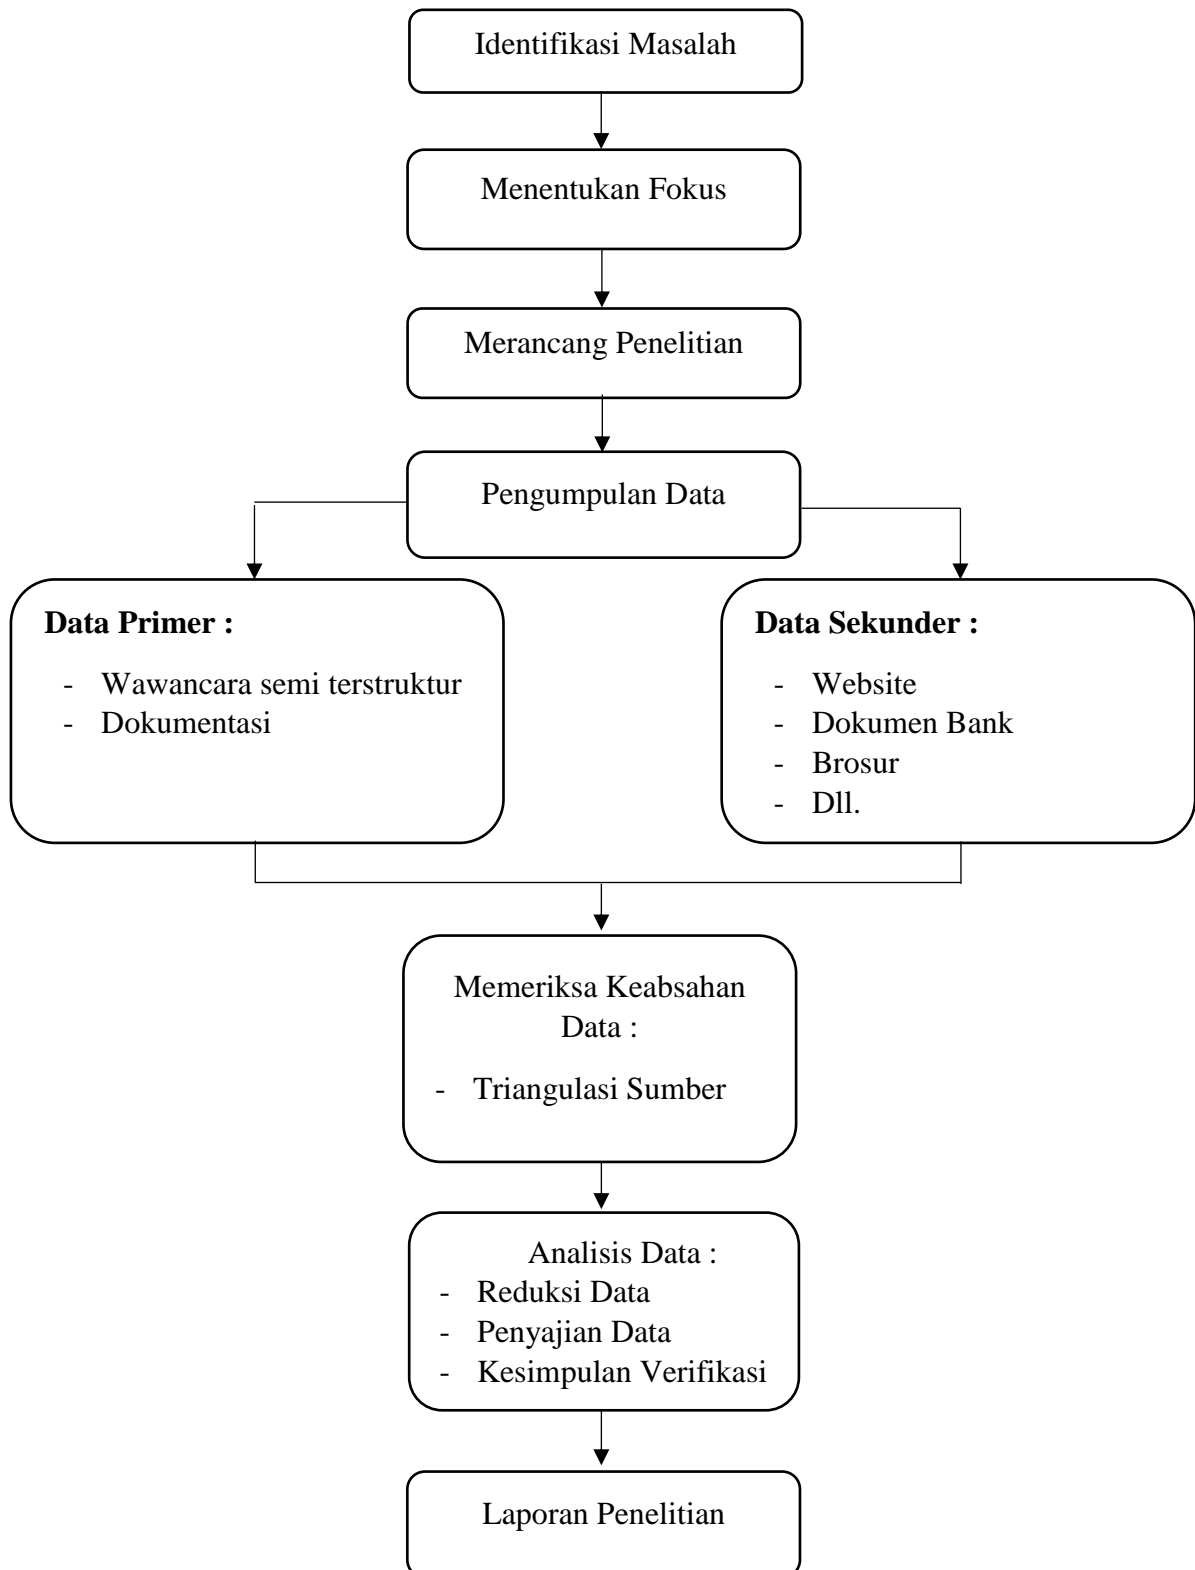 Identifikasi Masalah
Menentukan Fokus
Merancang Penelitian
Pengumpulan Data
Data Primer :
- Wawancara semi terstruktur
- Dokumentasi
Data Sekunder :
- Website
- Dokumen Bank
- Brosur
- Dll.
Memeriksa Keabsahan
Data :
- Triangulasi Sumber
Analisis Data :
- Reduksi Data
- Penyajian Data
- Kesimpulan Verifikasi
Laporan Penelitian